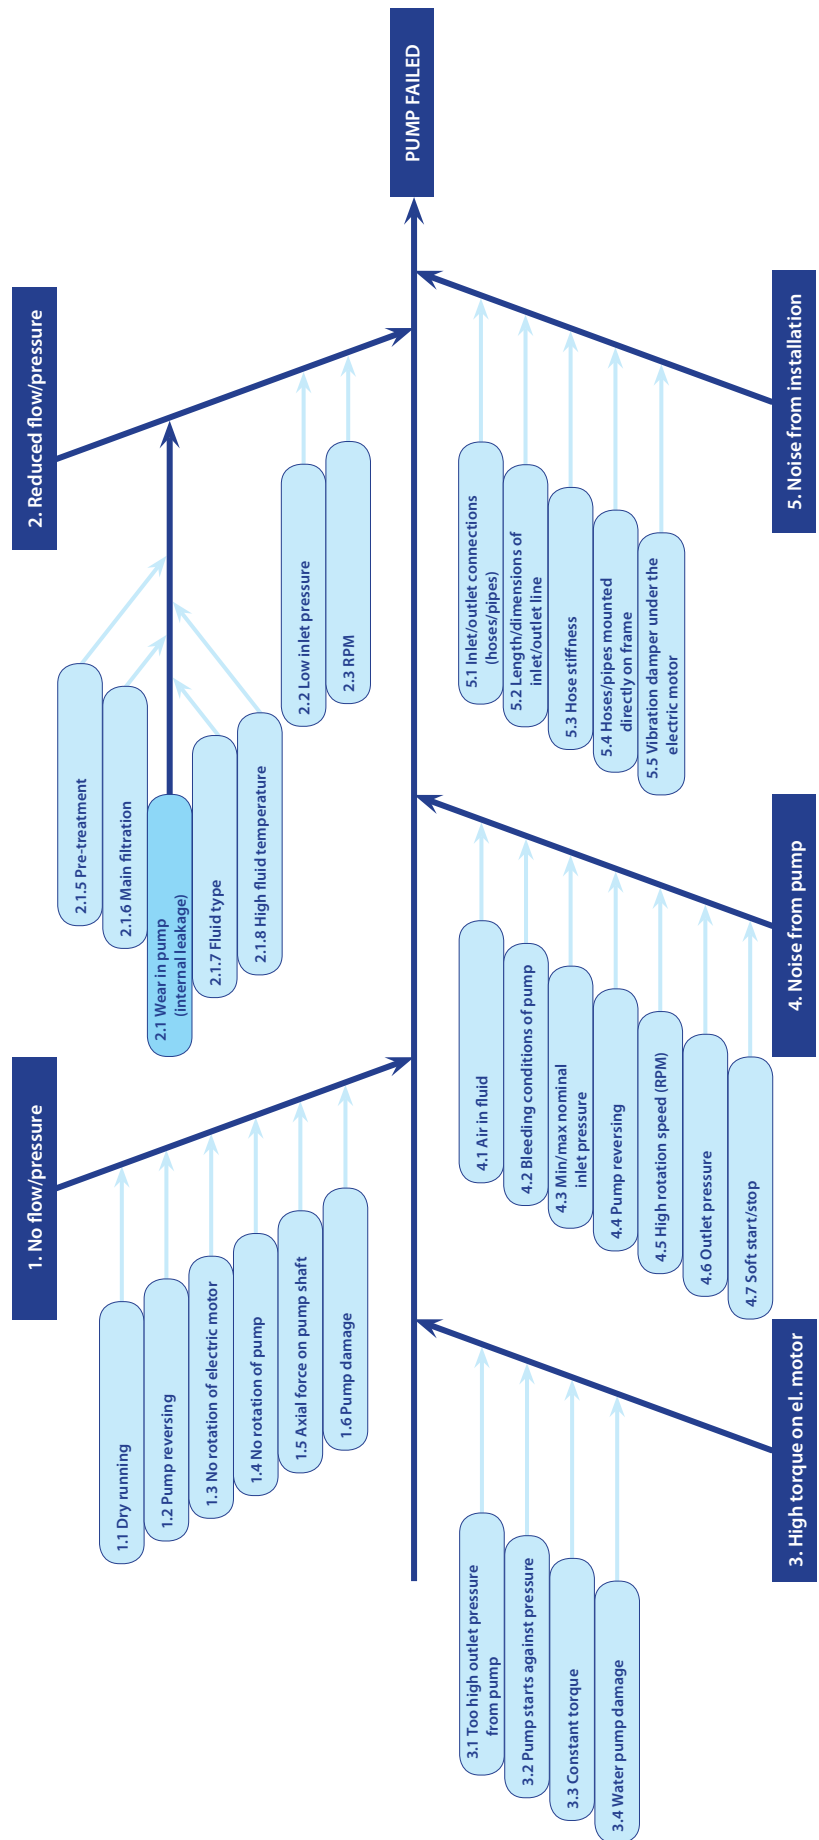 PUMP FAILED
1. No flow/pressure
1.1 Dry running
1.2 Pump reversing
1.3 No rotation of electric motor
1.4 No rotation of pump
1.5 Axial force on pump shaft
1.6 Pump damage
2. Reduced flow/pressure
2.1.5 Pre-treatment
2.1.6 Main filtration
2.1 Wear in pump
(internal leakage)
2.1.7 Fluid type
2.1.8 High fluid temperature
2.2 Low inlet pressure
2.3 RPM
3.1 Too high outlet pressure
from pump
3.2 Pump starts against pressure
3.3 Constant torque
3.4 Water pump damage
3. High torque on el. motor
4.1 Air in fluid
4.2 Bleeding conditions of pump
4.3 Min/max nominal
inlet pressure
4.4 Pump reversing
4.5 High rotation speed (RPM)
4.6 Outlet pressure
4.7 Soft start/stop
4. Noise from pump
5.1 Inlet/outlet connections
(hoses/pipes)
5.2 Length/dimensions of
inlet/outlet line
5.3 Hose stiffness
5.4 Hoses/pipes mounted
directly on frame
5.5 Vibration damper under the
electric motor
5. Noise from installation